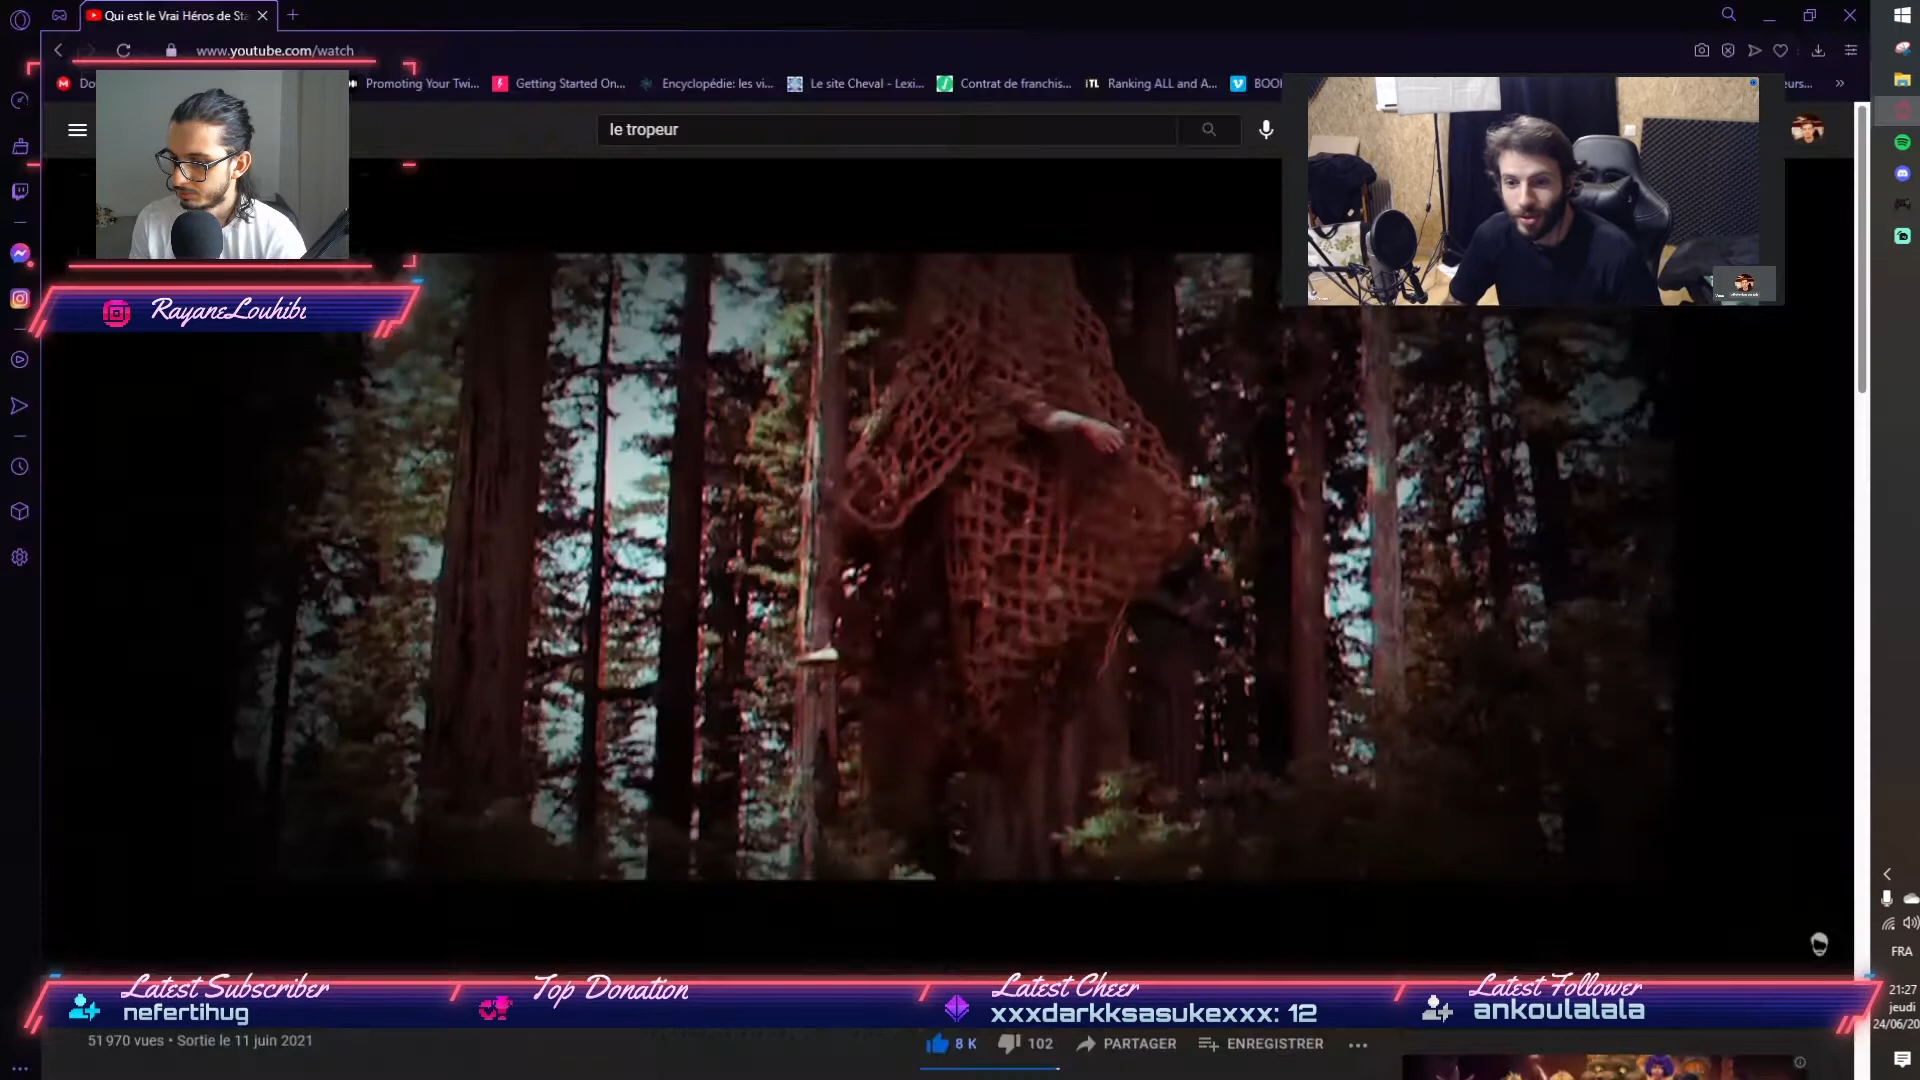 Qui est le Vrai Héros de Sta
www.youtube.com/watch
Promoting Your Twi...
Getting Started On...
Encyclopédie: les vi...
Le site Cheval - Lexi...
Contrat de franchis...
iTL
Ranking ALL and A...
le tropeur
RayaneLouhibi
Latest Subscriber
nefertihug
Top Donation
Latest Cheer
xxxdarkksasukexxx: 12
Latest Follower
ankoulalala
51 970 vues • Sortie le 11 juin 2021
8 K
102
PARTAGER
ENREGISTRER
FRA
21:27
jeudi
24/06/20